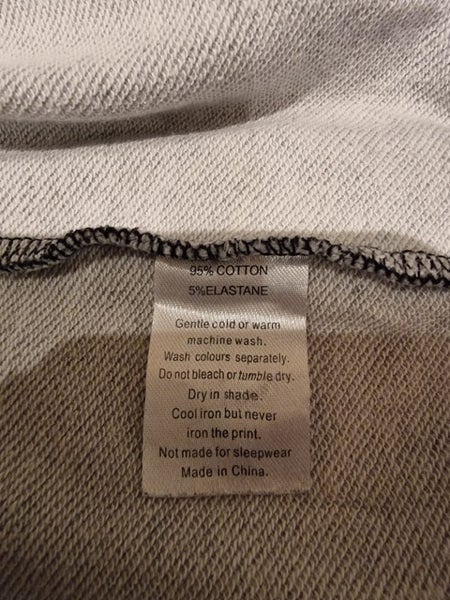 95% COTTON
5%ELASTANE
Gentle cold or warm
machine wash.
Wash colours separately.
Do not bleach or tumble dry.
Dry in shade.
Cool iron but never
iron the print.
Not made for sleepwear
Made in China.